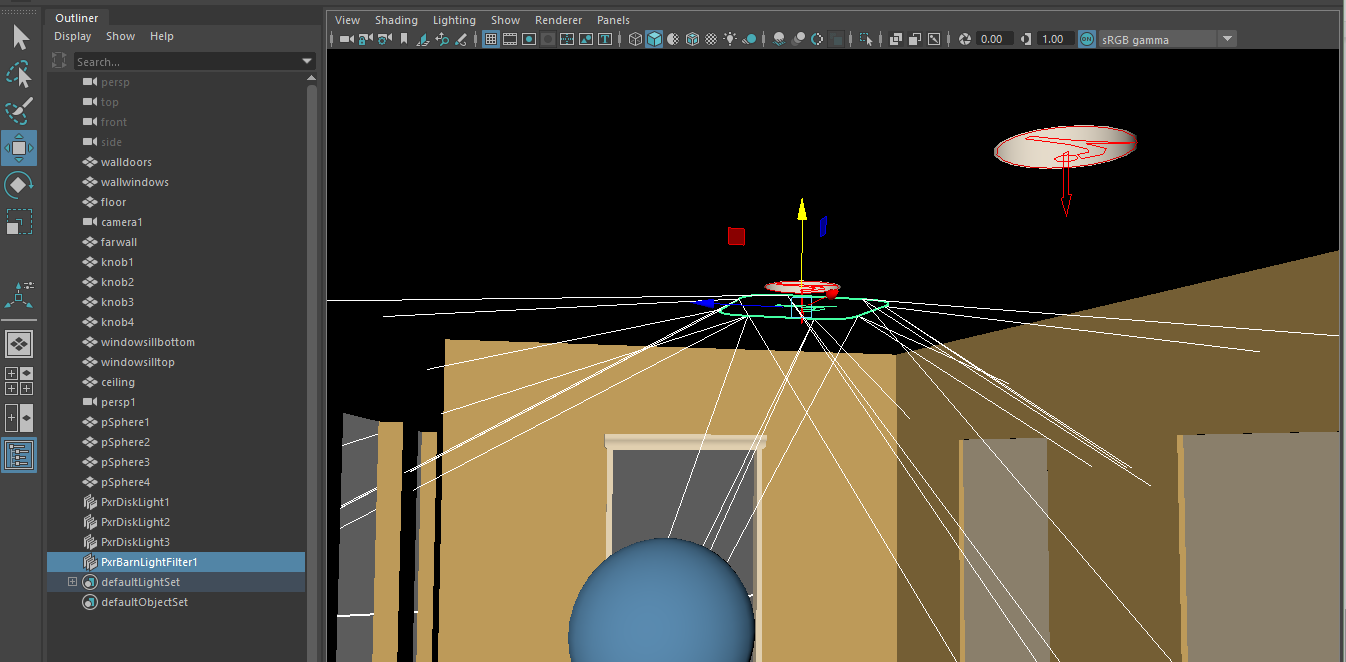 Outliner
Display Show Help
Search...
persp
top
front
side
walldoors
wallwindows
floor
camera1
farwall
knob1
knob2
knob3
knob4
windowsillbottom
windowsilltop
ceiling
persp1
pSphere1
pSphere2
pSphere3
pSphere4
PxrDiskLight1
PxrDiskLight2
PxrDiskLight3
PxrBarnLightFilter1
defaultLightSet
defaultObjectSet
View Shading Lighting Show Renderer Panels
0.00 1.00 ON sRGB gamma